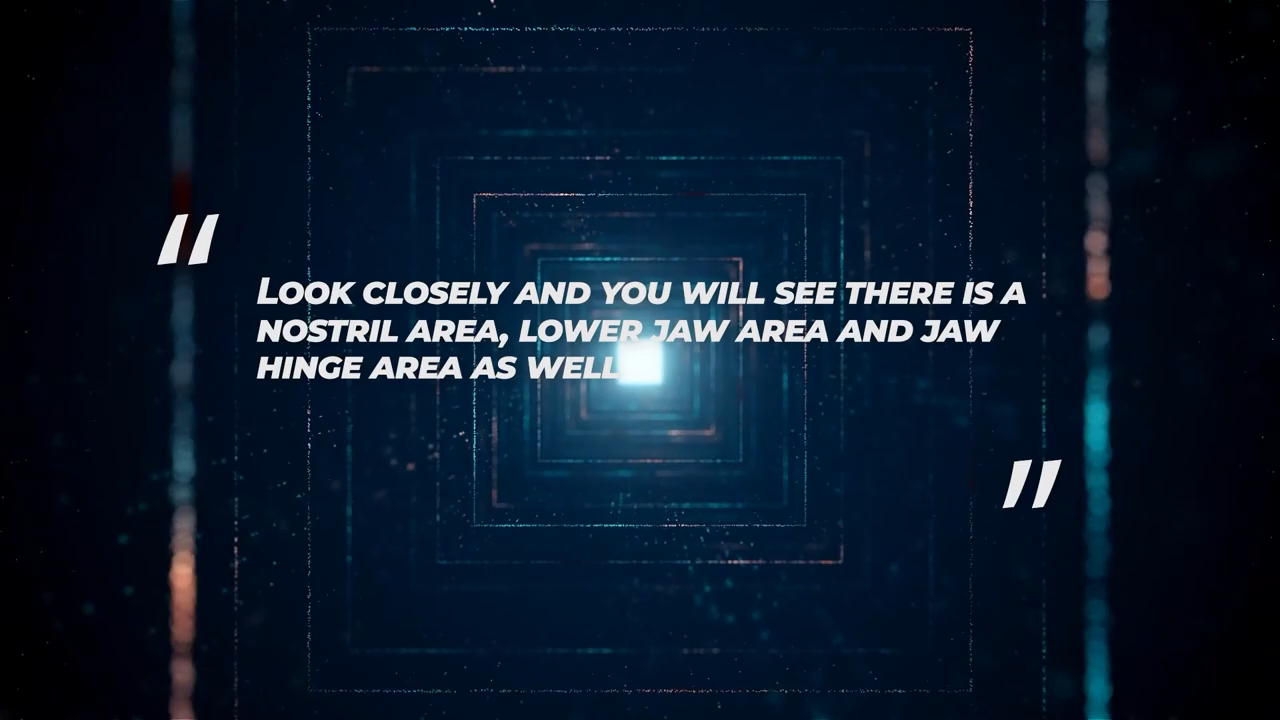 "
Look closely and you will see there is a
nostril area, lower jaw area and jaw
hinge area as well
"